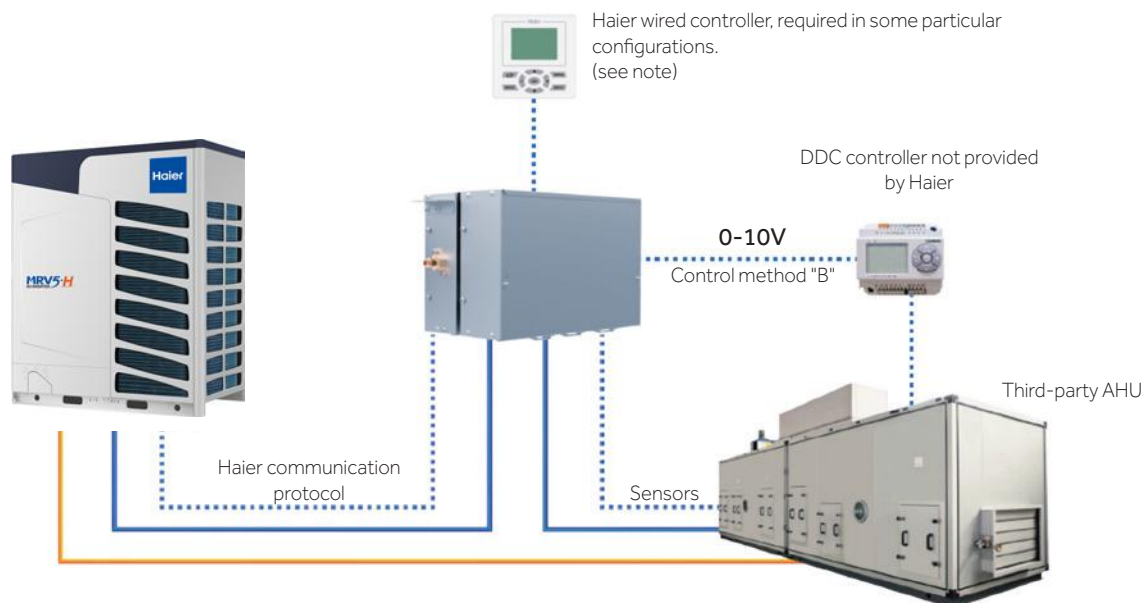 Haier wired controller, required in some particular
configurations.
(see note)
DDC controller not provided
by Haier
Haier
0-10V
Control method "B"
MRV5-H
Third-party AHU
Haier communication
protocol
Sensors